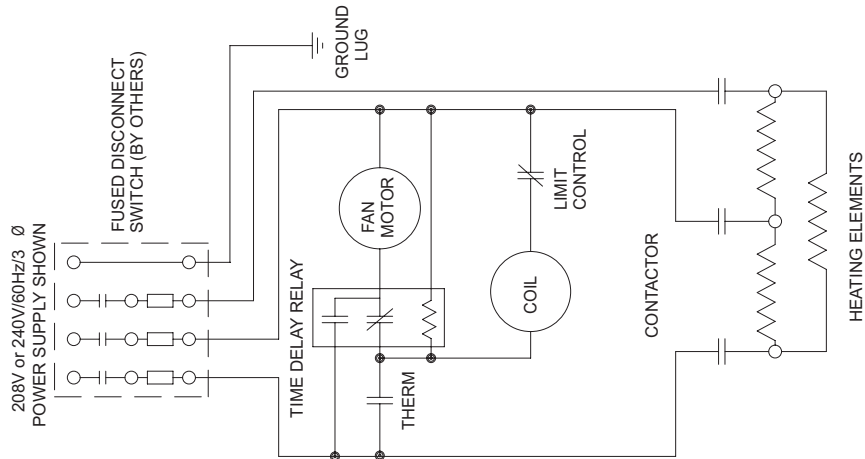 208V or 240V/60Hz/3 Ø
POWER SUPPLY SHOWN
FUSED DISCONNECT
SWITCH (BY OTHERS)
GROUND
LUG
TIME DELAY RELAY
FAN
MOTOR
THERM
COIL
LIMIT
CONTROL
CONTACTOR
HEATING ELEMENTS